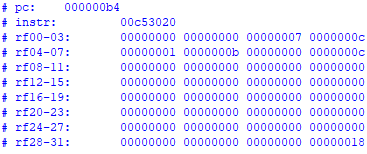 # pc: 000000b4
# instr: 00c53020
# rf00-03: 00000000 00000000 00000007 0000000c
# rf04-07: 00000001 0000000b 00000000 0000000c
# rf08-11: 00000000 00000000 00000000 00000000
# rf12-15: 00000000 00000000 00000000 00000000
# rf16-19: 00000000 00000000 00000000 00000000
# rf20-23: 00000000 00000000 00000000 00000000
# rf24-27: 00000000 00000000 00000000 00000000
# rf28-31: 00000000 00000000 00000000 00000018